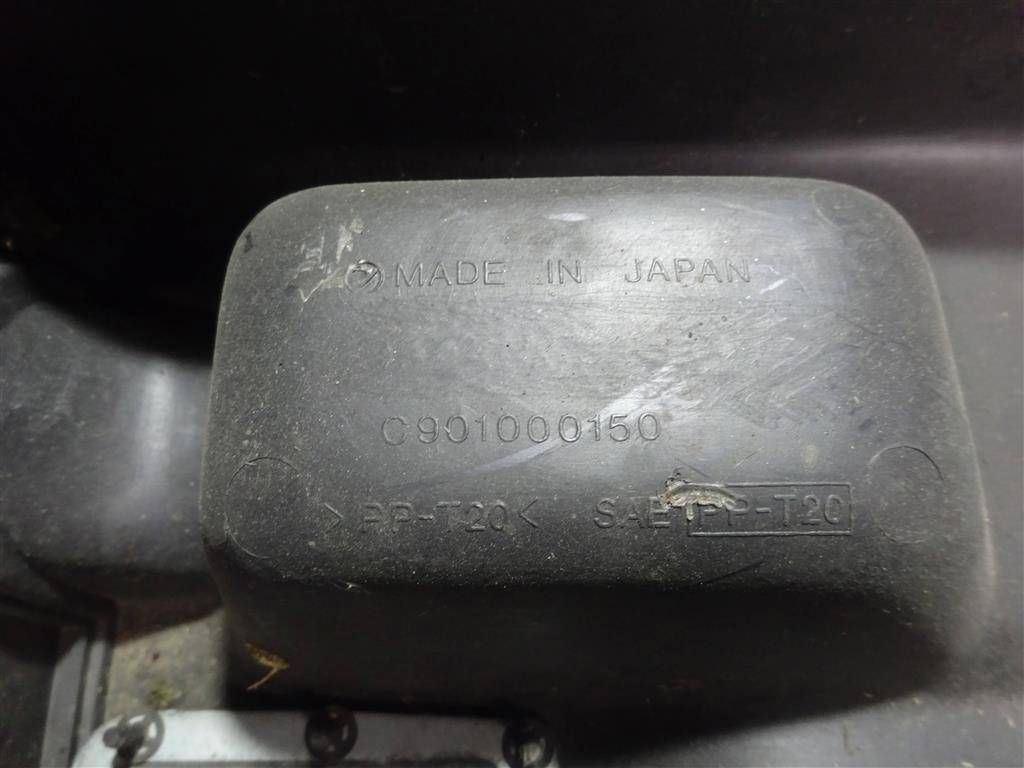 MADE IN JAPAN
C901000150
>PP-T20< SAE PP-T20